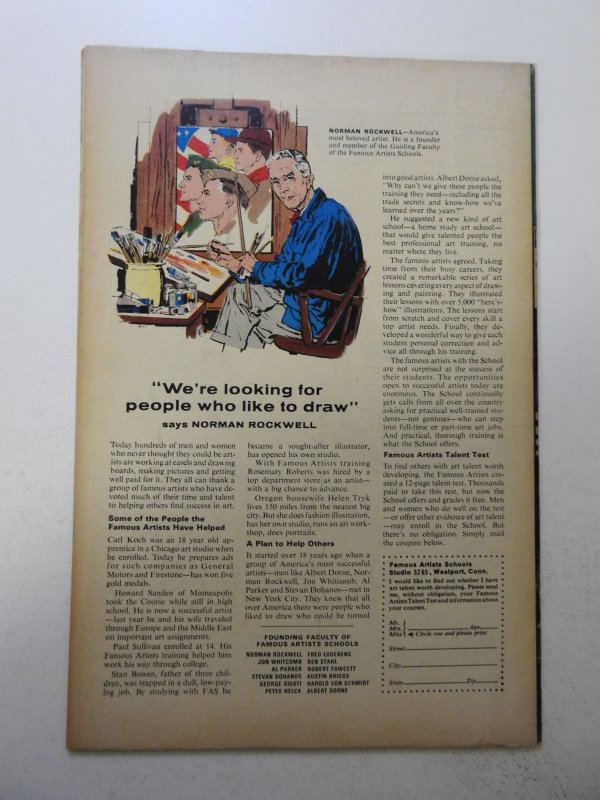 NORMAN ROCKWELL—America's
most beloved artist. He is a founder
and member of the Guiding Faculty
of the Famous Artists Schools.
"We're looking for
people who like to draw"
says NORMAN ROCKWELL
Today hundreds of men and women
who never thought they could be art-
ists are working at easels and drawing
boards, making pictures and getting
well paid for it. They all can thank a
group of famous artists who have de-
voted much of their time and talent
to helping others find success in art.
Some of the People the
Famous Artists Have Helped
Carl Koch was an 18 year old ap-
prentice in a Chicago art studio when
he enrolled. Today he prepares ads
for such companies as General
Motors and Firestone—has won five
gold medals.
Howard Sanden of Minneapolis
took the Course while still in high
school. He is now a successful artist
—last year he and his wife traveled
through Europe and the Middle East
on important art assignments.
Paul Sullivan enrolled at 14. His
Famous Artists training helped him
work his way through college.
Stan Bowen, father of three chil-
dren, was trapped in a dull, low-pay-
ing job. By studying with FAS he
became a sought-after illustrator,
has opened his own studio.
With Famous Artists training
Rosemary Roberts was hired by a
top department store as an artist—
with a big chance to advance.
Oregon housewife Helen Tryk
lives 150 miles from the nearest big
city. But she does fashion illustration,
has her own studio, runs an art work-
shop, does portraits.
A Plan to Help Others
It started over 18 years ago when a
group of America's most successful
artists—men like Albert Dorne, Nor-
man Rockwell, Jon Whitcomb, Al
Parker and Stevan Dohanos—met in
New York City. They knew that all
over America there were people who
liked to draw who could be turned
FOUNDING FACULTY OF
FAMOUS ARTISTS SCHOOLS
NORMAN ROCKWELL FRED LUDEKENS
JON WHITCOMB BEN STAHL
AL PARKER ROBERT FAWCETT
STEVAN DOHANOS AUSTIN BRIGGS
GEORGE GIUSTI HAROLD VON SCHMIDT
PETER HELCK ALBERT DORNE
into good artists. Albert Dorne asked,
"Why can't we give these people the
training they need—including all the
trade secrets and know-how we've
learned over the years?"
He suggested a new kind of art
school—a home study art school—
that would give talented people the
best professional art training, no
matter where they live.
The famous artists agreed. Taking
time from their busy careers, they
created a remarkable series of art
lessons covering every aspect of draw-
ing and painting. They illustrated
their lessons with over 5,000 "here's-
how" illustrations. The lessons start
from scratch and cover every skill a
top artist needs. Finally, they de-
veloped a wonderful way to give each
student personal correction and ad-
vice all through his training.
The famous artists with the School
are not surprised at the success of
their students. The opportunities
open to successful artists today are
enormous. The School continually
gets calls from all over the country
asking for practical well-trained stu-
dents—not geniuses—who can step
into full-time or part-time art jobs.
And practical, thorough training is
what the School offers.
Famous Artists Talent Test
To find others with art talent worth
developing, the Famous Artists cre-
ated a 12-page talent test. Thousands
paid to take this test, but now the
School offers and grades it free. Men
and women who do well on the test
—or offer other evidence of art talent
—may enroll in the School. But
there's no obligation. Simply mail
the coupon below.
Famous Artists Schools
Studio 5285, Westport, Conn.
I would like to find out whether I have
art talent worth developing. Please send
me, without obligation, your Famous
Artists Talent Test and information about
your courses.
Mr.
Mrs. Age
Miss Circle one and please print
Street
City
State Zip